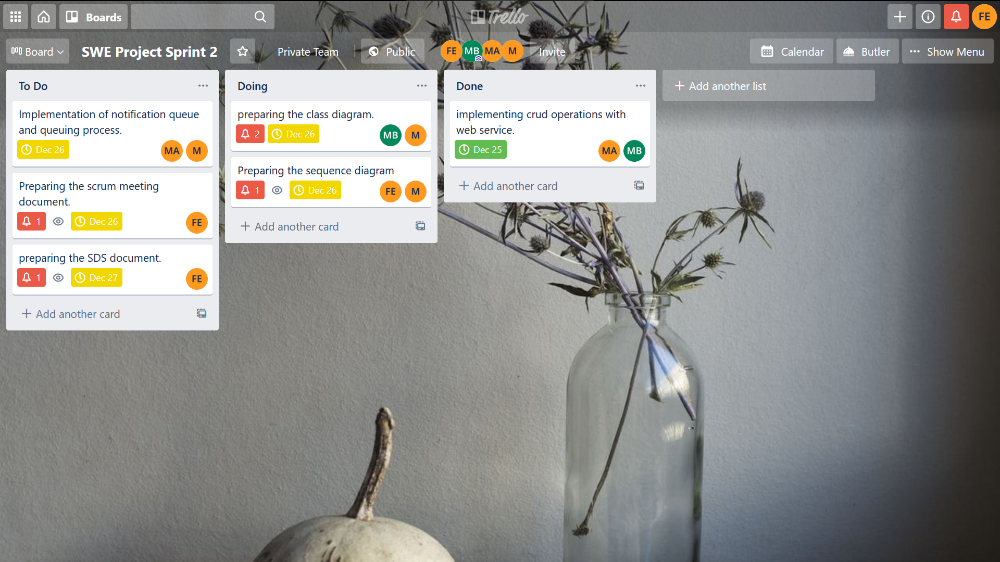 Boards
Trello
FE
Board
SWE Project Sprint 2
Private Team
Public
FE MB MA M
Invite
Calendar
Butler
Show Menu
To Do
Implementation of notification queue
and queuing process.
Dec 26
MA M
Preparing the scrum meeting
document.
1 Dec 26
FE
preparing the SDS document.
1 Dec 27
FE
Add another card
Doing
preparing the class diagram.
2 Dec 26
MB M
Preparing the sequence diagram
1 Dec 26
FE M
Add another card
Done
implementing crud operations with
web service.
Dec 25
MA MB
Add another card
Add another list